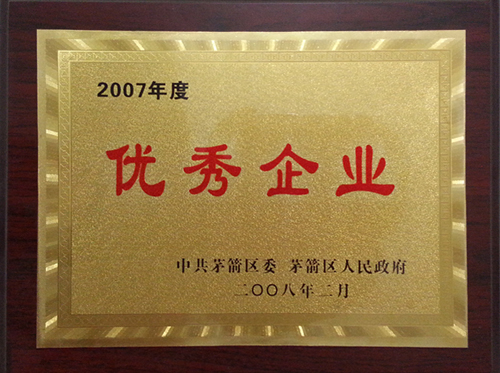 2007年度
优秀企业
中共茅箭区委 茅箭区人民政府
二〇〇八年二月